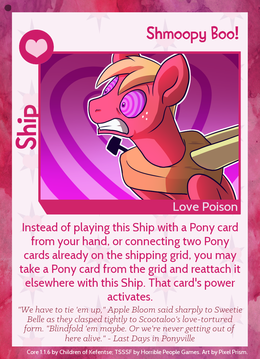 Shmoopy Boo!
Ship
Love Poison
Instead of playing this Ship with a Pony card
from your hand, or connecting two Pony
cards already on the shipping grid, you may
take a Pony card from the grid and reattach it
elsewhere with this Ship. That card's power
activates.
"We have to tie 'em up," Apple Bloom said sharply to Sweetie
Belle as they clasped tightly to Scootaloo's love-tortured
form. "Blindfold 'em maybe. Or we're never getting out of
here alive." - Last Days in Ponyville
Core 1.1.6 by Children of Kefentse; TSSSF by Horrible People Games. Art by Pixel Prism.